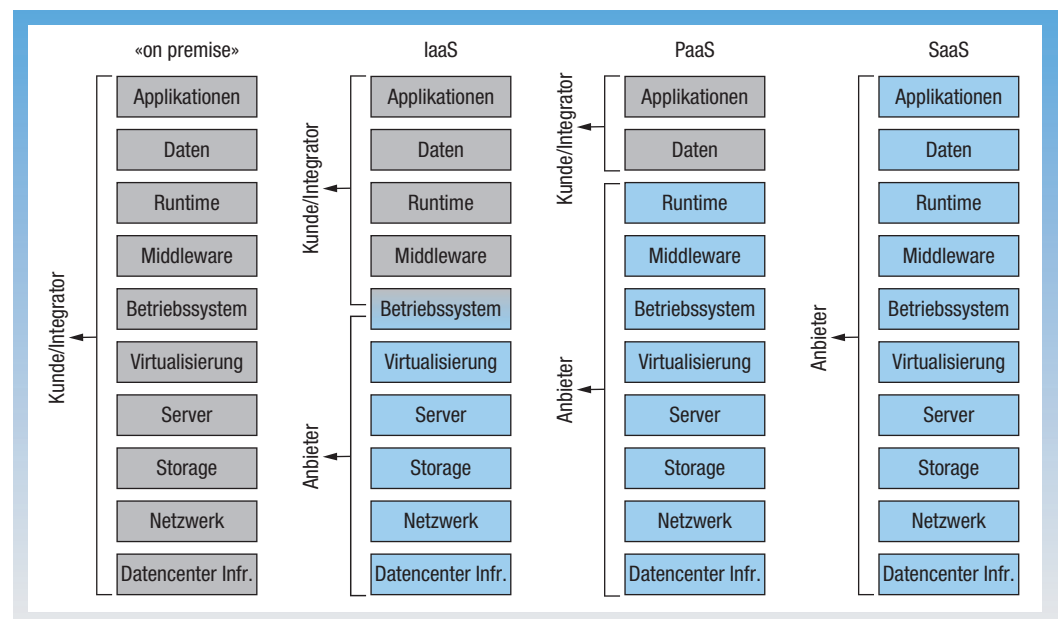 «on premise»
Applikationen
Daten
Runtime
Middleware
Betriebssystem
Virtualisierung
Server
Storage
Netzwerk
Datencenter Infr.
Kunde/Integrator
IaaS
Applikationen
Daten
Runtime
Middleware
Betriebssystem
Virtualisierung
Server
Storage
Netzwerk
Datencenter Infr.
Kunde/Integrator
Anbieter
PaaS
Applikationen
Daten
Runtime
Middleware
Betriebssystem
Virtualisierung
Server
Storage
Netzwerk
Datencenter Infr.
Kunde/Integrator
Anbieter
SaaS
Applikationen
Daten
Runtime
Middleware
Betriebssystem
Virtualisierung
Server
Storage
Netzwerk
Datencenter Infr.
Anbieter